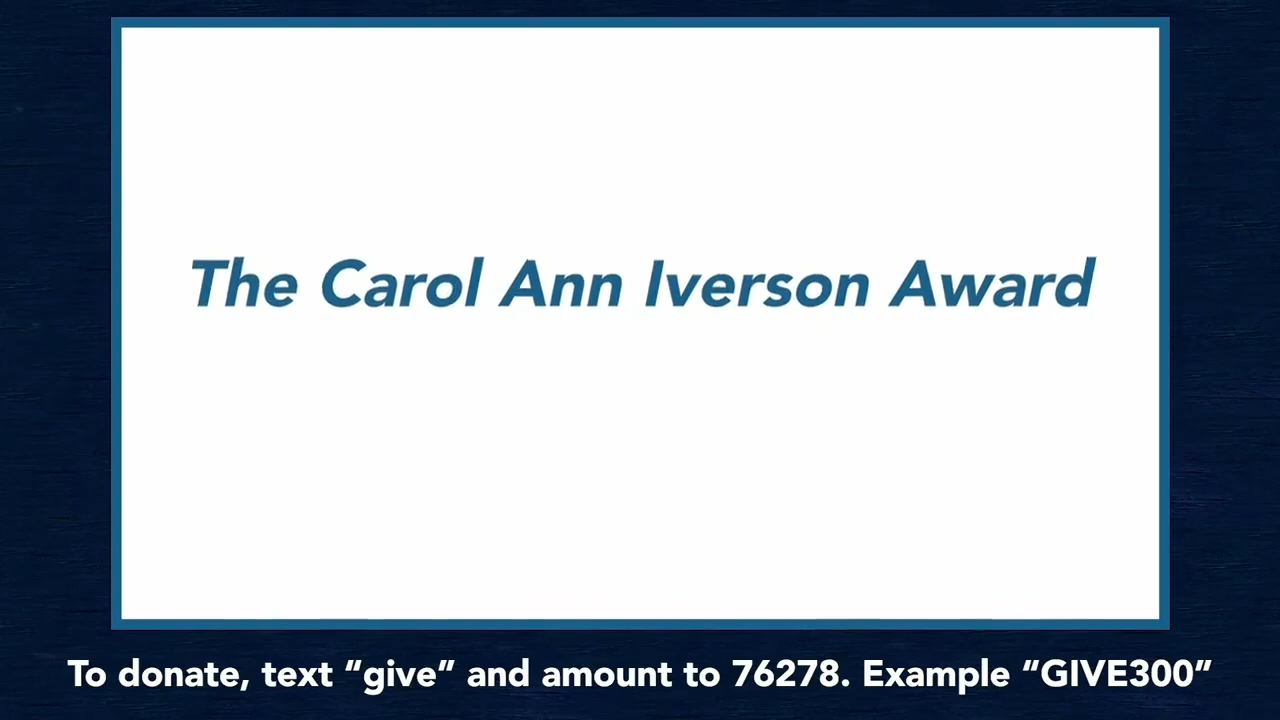 The Carol Ann Iverson Award
To donate, text “give” and amount to 76278. Example “GIVE300”